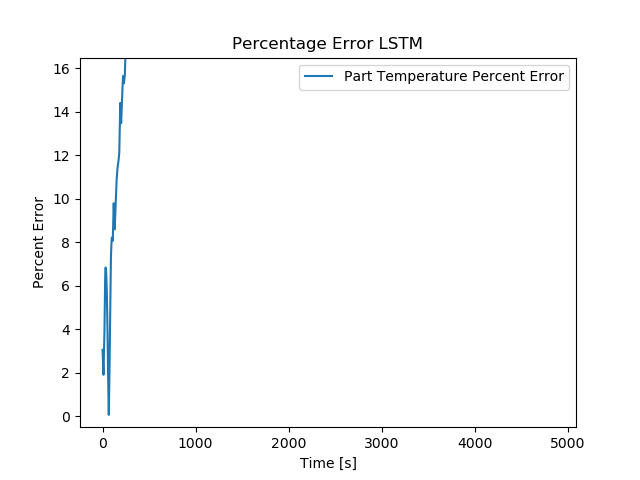 Percentage Error LSTM
Part Temperature Percent Error
16
14
12
10
8
6
4
2
0
Percent Error
0 1000 2000 3000 4000 5000
Time [s]